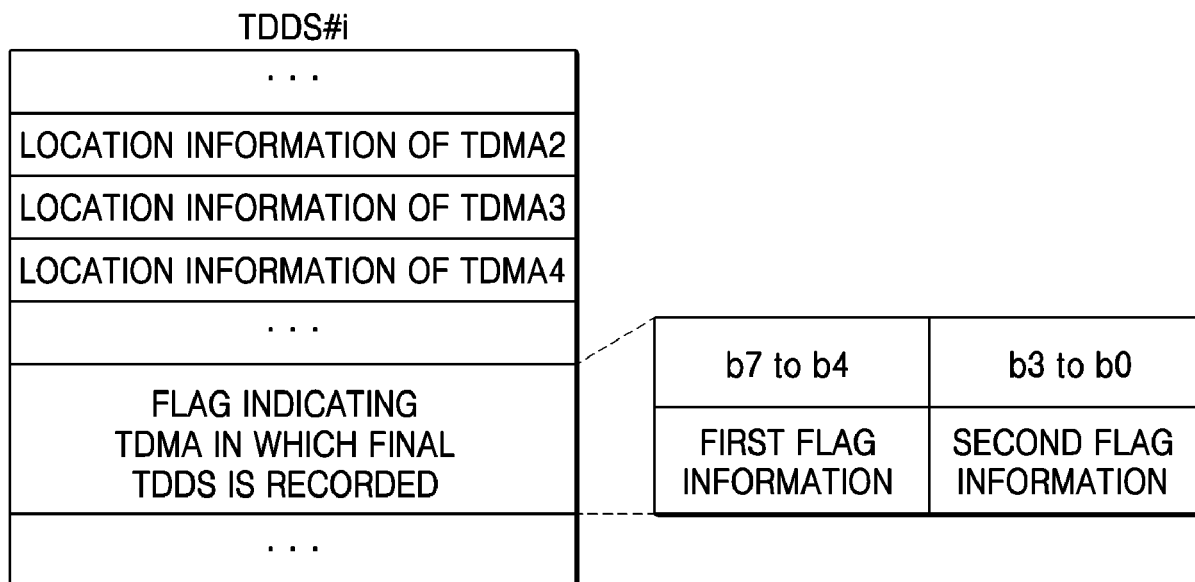 TDDS#i
. . .
LOCATION INFORMATION OF TDMA2
LOCATION INFORMATION OF TDMA3
LOCATION INFORMATION OF TDMA4
. . .
FLAG INDICATING
TDMA IN WHICH FINAL
TDDS IS RECORDED
. . .
b7 to b4
b3 to b0
FIRST FLAG
INFORMATION
SECOND FLAG
INFORMATION